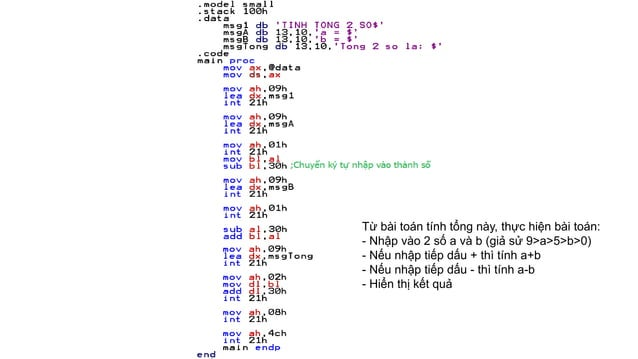 .model small
.stack 100h
.data
msg1 db 'TINH TONG 2 SO$'
msgA db 13,10,'a = $'
msgB db 13,10,'b = $'
msgTong db 13,10,'Tong 2 so la: $'
.code
main proc
mov ax,@data
mov ds,ax
mov ah,09h
lea dx,msg1
int 21h
mov ah,09h
lea dx,msgA
int 21h
mov ah,01h
int 21h
mov bl,al
sub bl,30h ;Chuyển ký tự nhập vào thành số
mov ah,09h
lea dx,msgB
int 21h
mov ah,01h
int 21h
sub al,30h
add bl,al
mov ah,09h
lea dx,msgTong
int 21h
mov ah,02h
mov dl,bl
add dl,30h
int 21h
mov ah,08h
int 21h
mov ah,4ch
int 21h
main endp
end
Từ bài toán tính tổng này, thực hiện bài toán:
- Nhập vào 2 số a và b (giả sử 9>a>5>b>0)
- Nếu nhập tiếp dấu + thì tính a+b
- Nếu nhập tiếp dấu - thì tính a-b
- Hiển thị kết quả